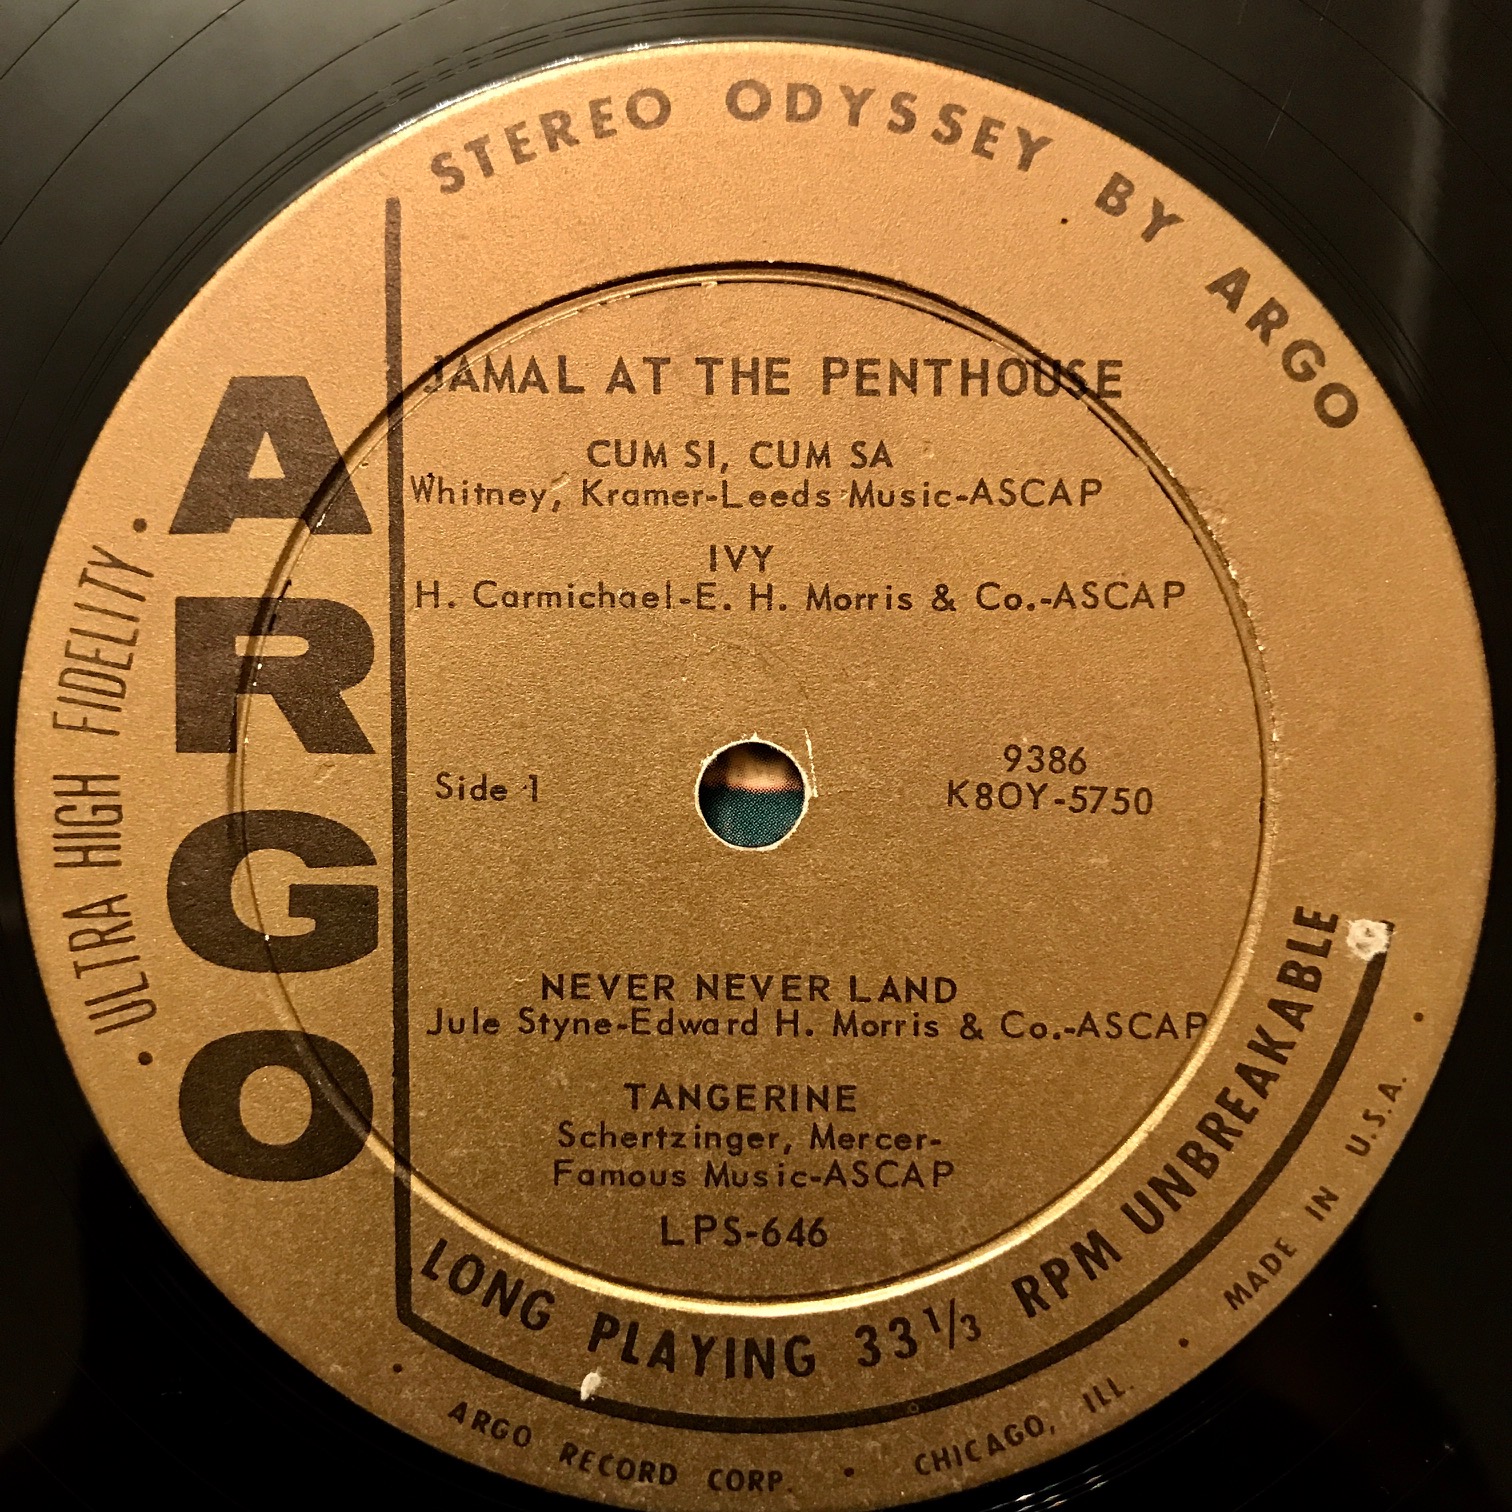 STEREO ODYSSEY BY ARGO
• ULTRA HIGH FIDELITY •
ARGO
JAMAL AT THE PENTHOUSE
CUM SI, CUM SA
Whitney, Kramer-Leeds Music-ASCAP
IVY
H. Carmichael-E. H. Morris & Co.-ASCAP
Side 1
9386
K8OY-5750
NEVER NEVER LAND
Jule Styne-Edward H. Morris & Co.-ASCAP
TANGERINE
Schertzinger, Mercer-
Famous Music-ASCAP
LPS-646
LONG PLAYING 33 1/3 RPM UNBREAKABLE
• ARGO RECORD CORP. • CHICAGO, ILL. • MADE IN U.S.A. •